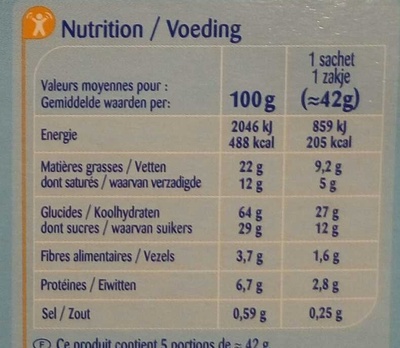 Nutrition / Voeding
1 sachet
1 zakje
Valeurs moyennes pour :
Gemiddelde waarden per:
100 g (≈42g)
Energie
2046 kJ 859 kJ
488 kcal 205 kcal
Matières grasses / Vetten 22 g 9,2 g
dont saturés / waarvan verzadigde 12 g 5 g
Glucides / Koolhydraten 64 g 27 g
dont sucres / waarvan suikers 29 g 12 g
Fibres alimentaires / Vezels 3,7 g 1,6 g
Protéines / Eiwitten 6,7 g 2,8 g
Sel / Zout 0,59 g 0,25 g
F Ce produit contient 5 portions de ≈ 42 g